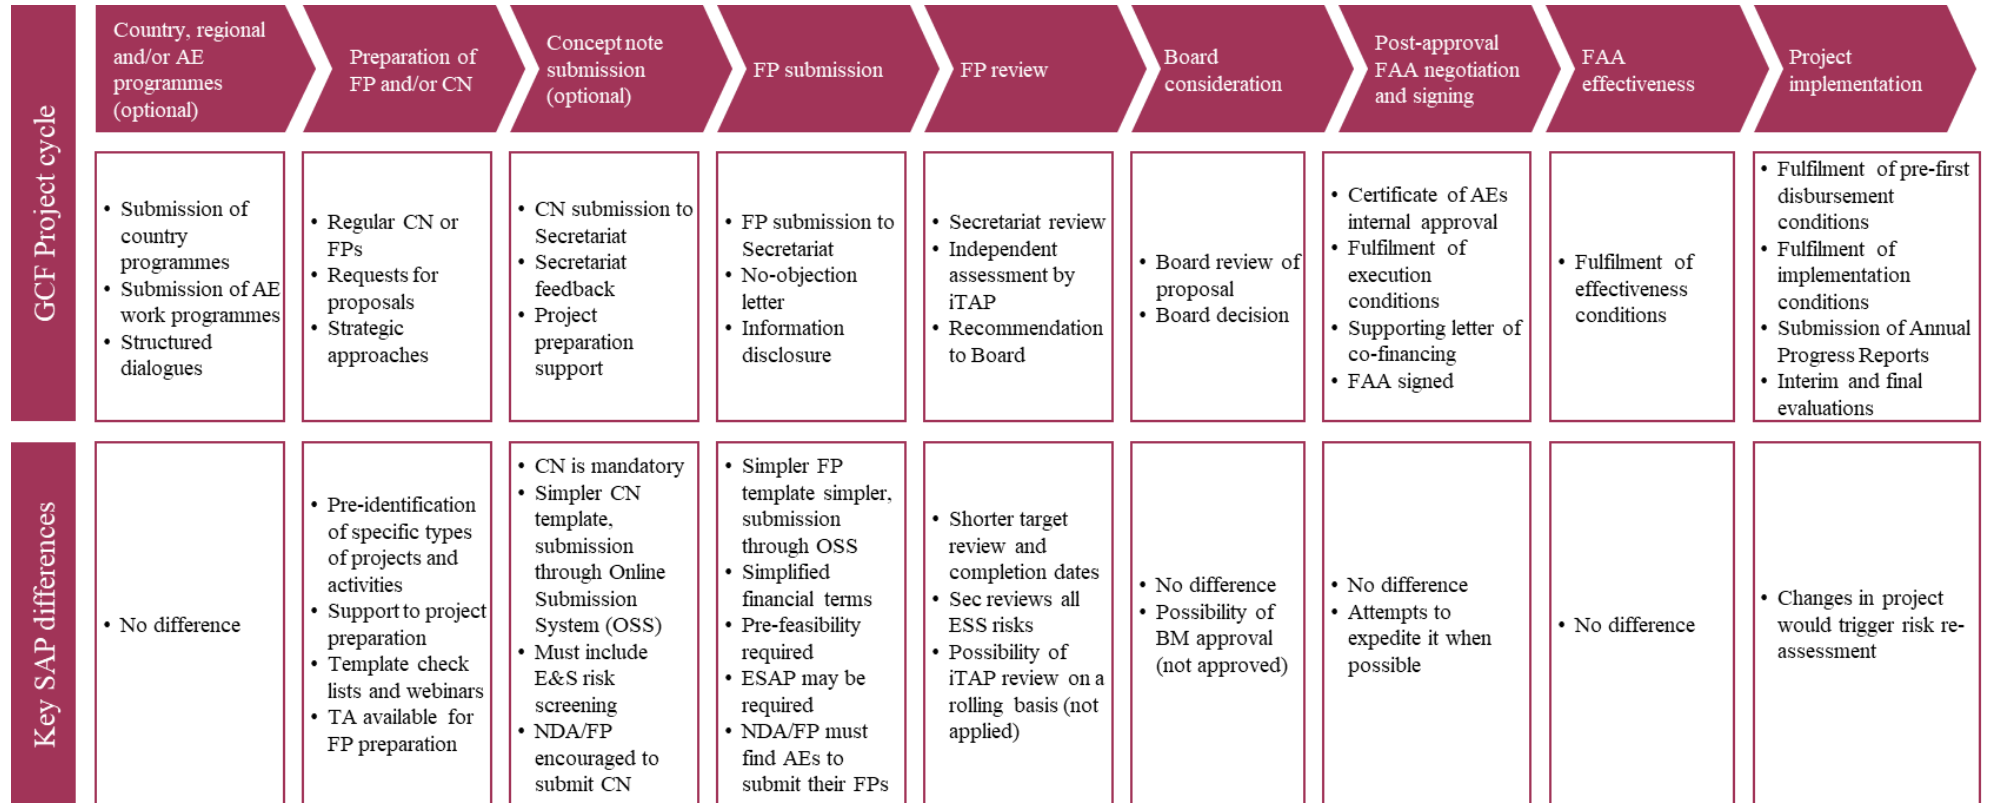 GCF Project cycle
Country, regional
and/or AE
programmes
(optional)
Preparation of
FP and/or CN
Concept note
submission
(optional)
FP submission
FP review
Board
consideration
Post-approval
FAA negotiation
and signing
FAA
effectiveness
Project
implementation
• Submission of
country
programmes
• Submission of AE
work programmes
• Structured
dialogues
• Regular CN or
FPs
• Requests for
proposals
• Strategic
approaches
• CN submission to
Secretariat
• Secretariat
feedback
• Project
preparation
support
• FP submission to
Secretariat
• No-objection
letter
• Information
disclosure
• Secretariat review
• Independent
assessment by
iTAP
• Recommendation
to Board
• Board review of
proposal
• Board decision
• Certificate of AEs
internal approval
• Fulfilment of
execution
conditions
• Supporting letter of
co-financing
• FAA signed
• Fulfilment of
effectiveness
conditions
• Fulfilment of pre-first
disbursement
conditions
• Fulfilment of
implementation
conditions
• Submission of Annual
Progress Reports
• Interim and final
evaluations
Key SAP differences
• No difference
• Pre-identification
of specific types
of projects and
activities
• Support to project
preparation
• Template check
lists and webinars
• TA available for
FP preparation
• CN is mandatory
• Simpler CN
template,
submission
through Online
Submission
System (OSS)
• Must include
E&S risk
screening
• NDA/FP
encouraged to
submit CN
• Simpler FP
template simpler,
submission
through OSS
• Simplified
financial terms
• Pre-feasibility
required
• ESAP may be
required
• NDA/FP must
find AEs to
submit their FPs
• Shorter target
review and
completion dates
• Sec reviews all
ESS risks
• Possibility of
iTAP review on a
rolling basis (not
applied)
• No difference
• Possibility of
BM approval
(not approved)
• No difference
• Attempts to
expedite it when
possible
• No difference
• Changes in project
would trigger risk re-
assessment